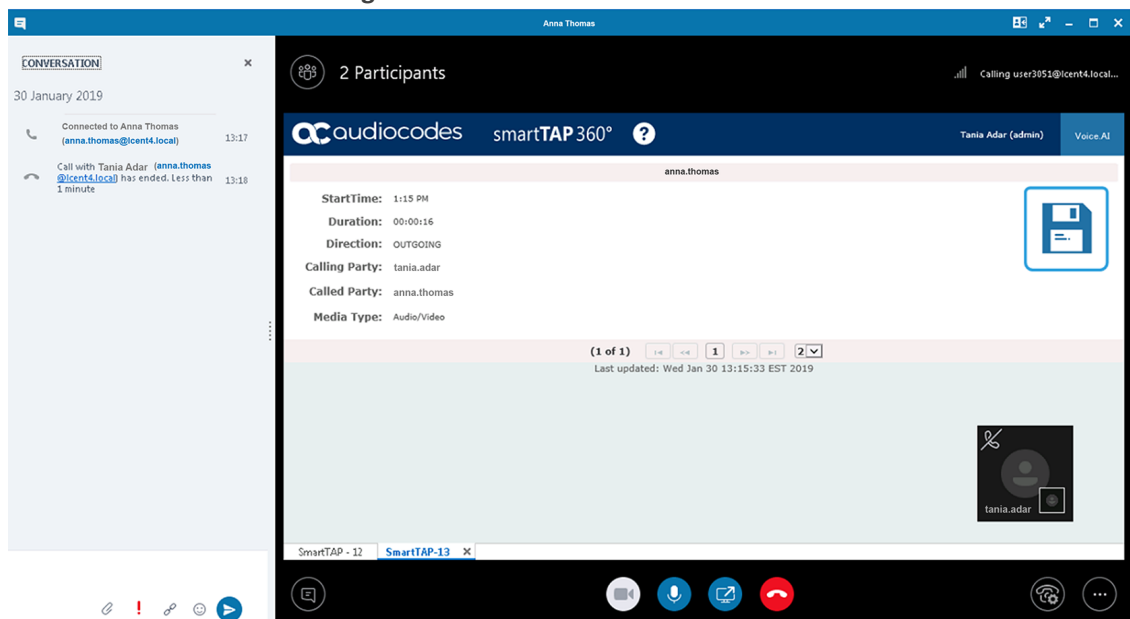 Anna Thomas
CONVERSATION
30 January 2019
Connected to Anna Thomas
(anna.thomas@lcent4.local)
13:17
Call with Tania Adar (anna.thomas
@lcent4.local) has ended. Less than
1 minute
13:18
2 Participants
Calling user3051@lcent4.local...
audiocodes smartTAP 360° ?
Tania Adar (admin)
Voice.AI
anna.thomas
StartTime: 1:15 PM
Duration: 00:00:16
Direction: OUTGOING
Calling Party: tania.adar
Called Party: anna.thomas
Media Type: Audio/Video
(1 of 1) 1 2
Last updated: Wed Jan 30 13:15:33 EST 2019
tania.adar
SmartTAP - 12 SmartTAP-13